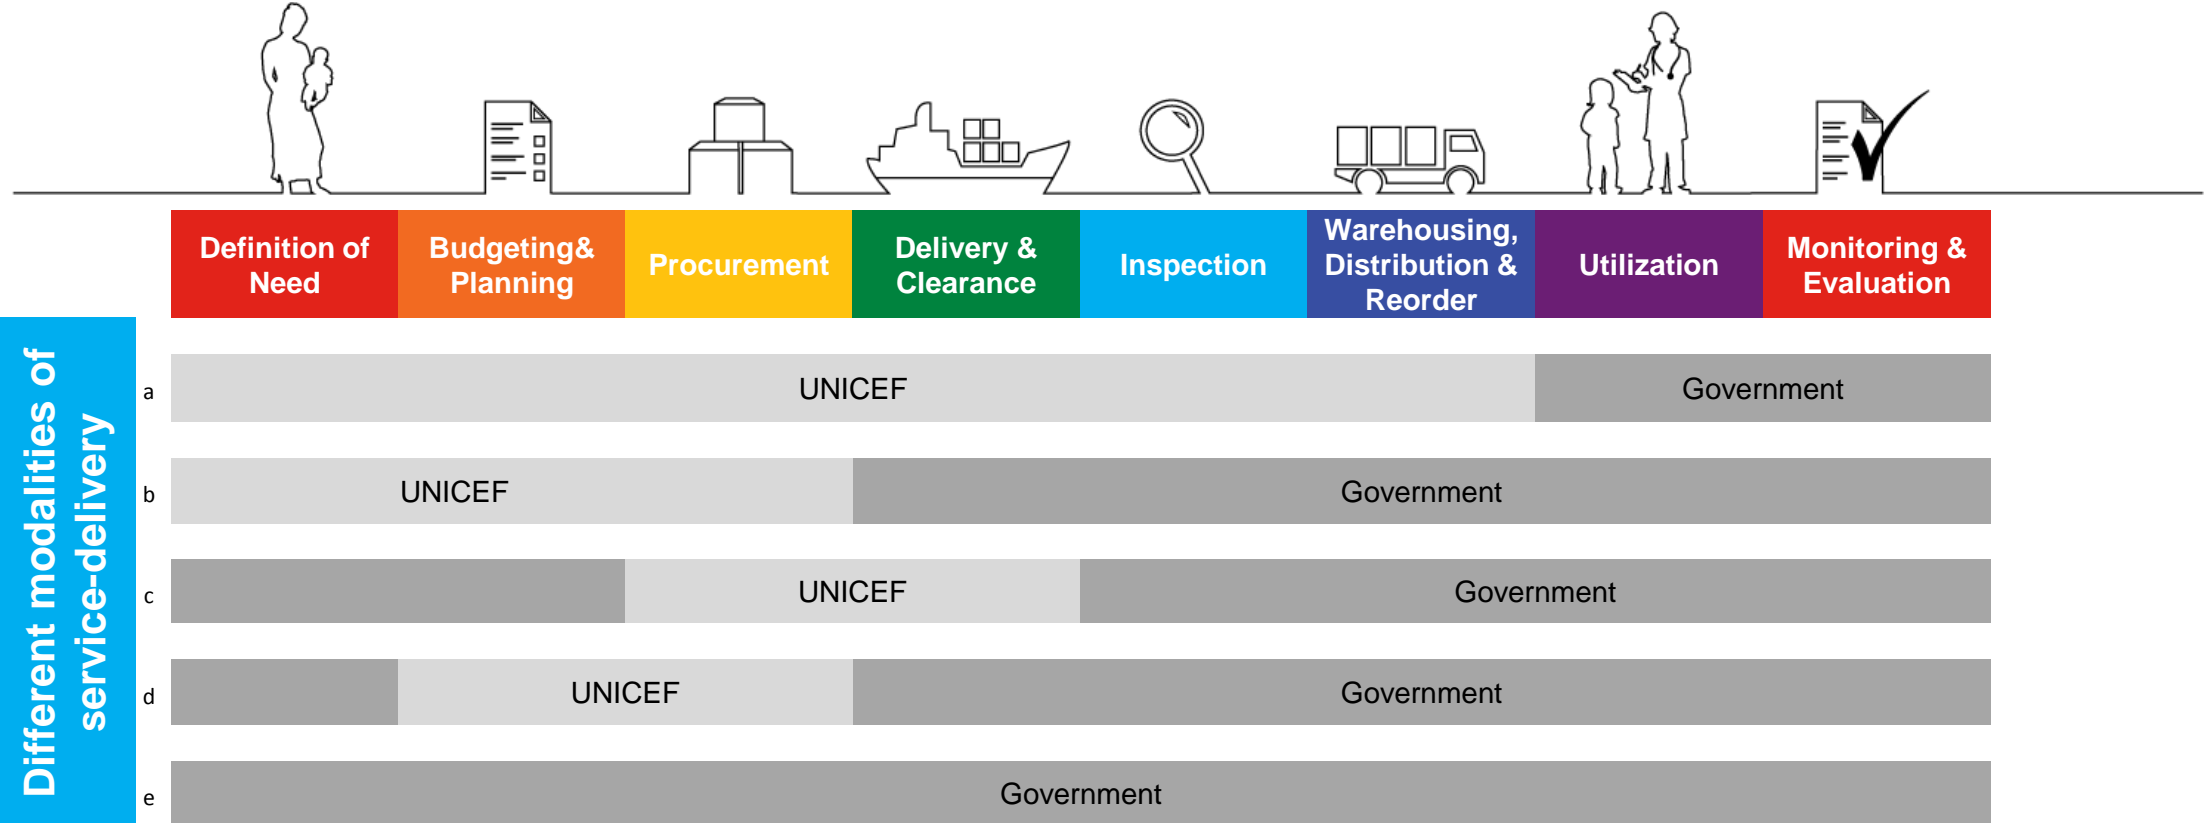 Definition of
Need
Budgeting&
Planning
Procurement
Delivery &
Clearance
Inspection
Warehousing,
Distribution &
Reorder
Utilization
Monitoring &
Evaluation
Different modalities of
service-delivery
a
UNICEF
Government
b
UNICEF
Government
c
UNICEF
Government
d
UNICEF
Government
e
Government